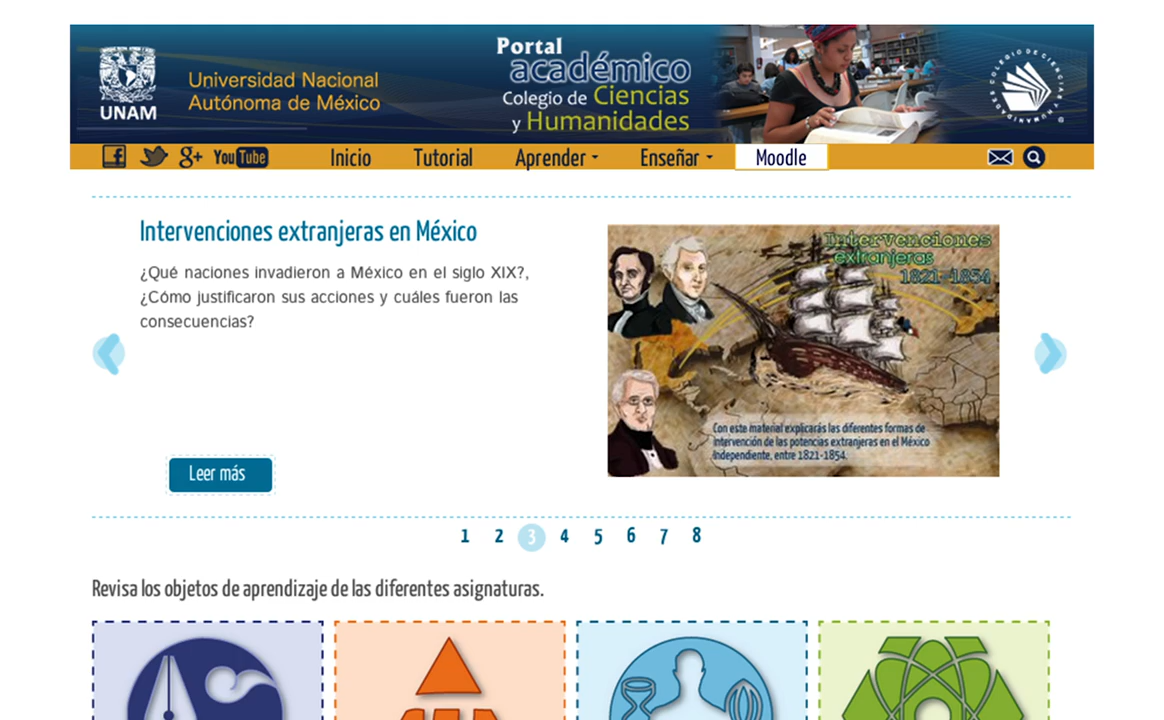 UNAM
Universidad Nacional
Autónoma de México
Portal
académico
Colegio de Ciencias
y Humanidades
COLEGIO DE CIENCIAS Y HUMANIDADES
g+ You Tube Inicio Tutorial Aprender Enseñar Moodle
Intervenciones extranjeras en México
¿Qué naciones invadieron a México en el siglo XIX?,
¿Cómo justificaron sus acciones y cuáles fueron las
consecuencias?
Leer más
Intervenciones
extranjeras
1821-1854
Con este material explicarás las diferentes formas de
intervención de las potencias extranjeras en el México
Independiente, entre 1821-1854.
1 2 3 4 5 6 7 8
Revisa los objetos de aprendizaje de las diferentes asignaturas.